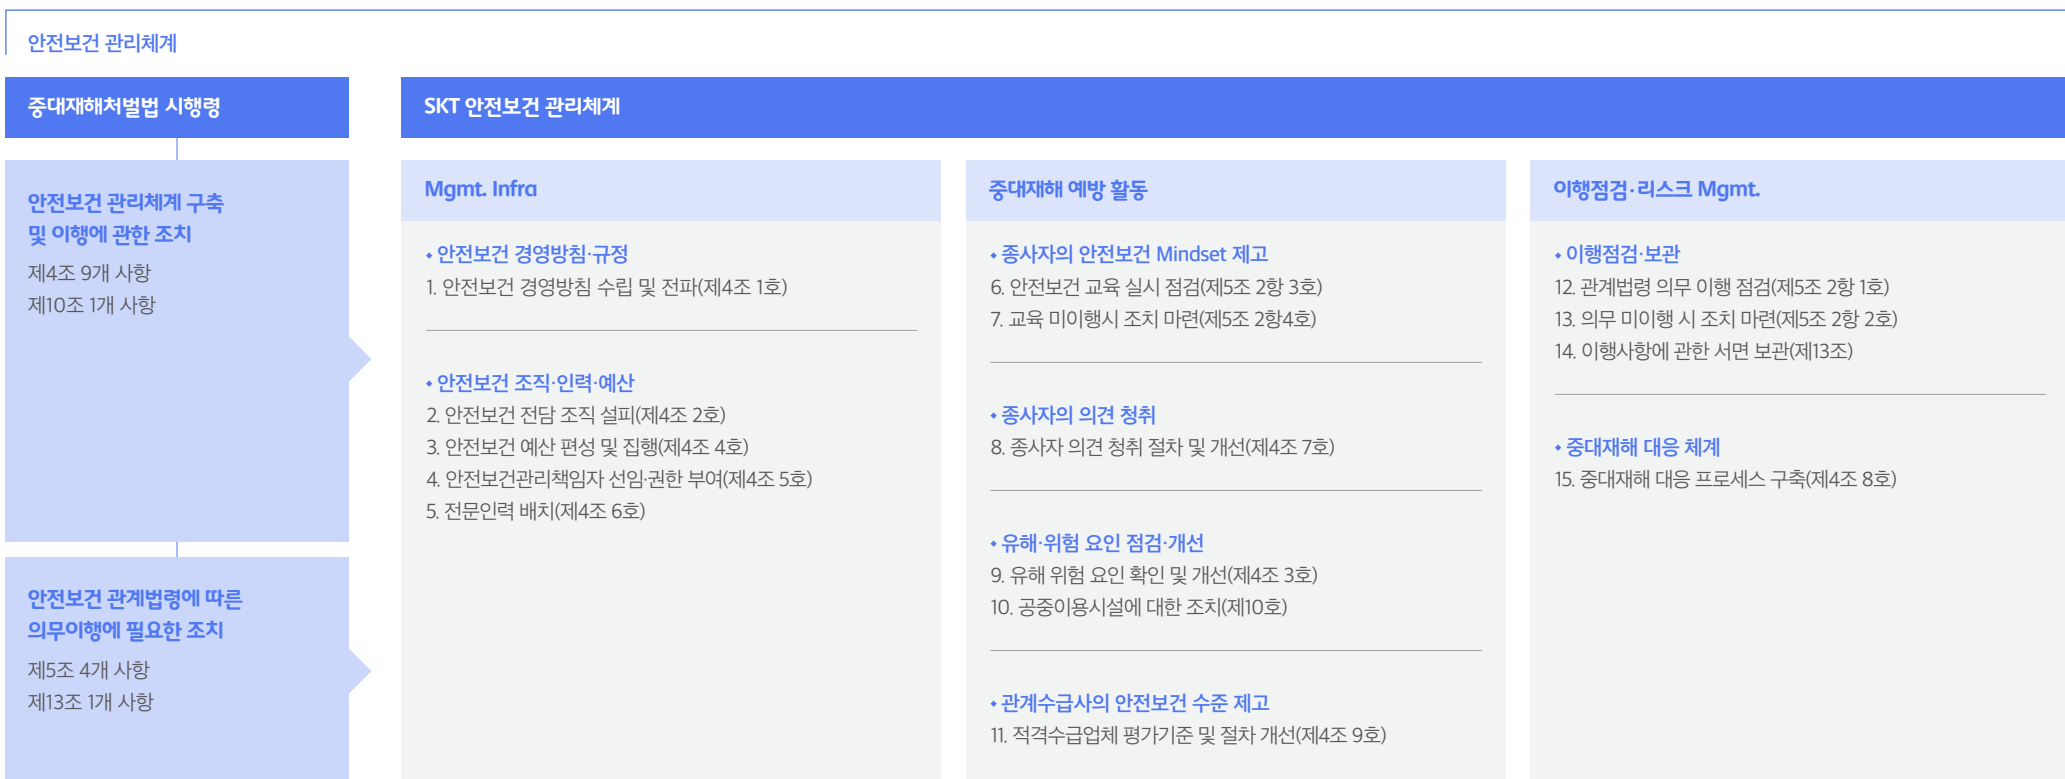 안전보건 관리체계
중대재해처벌법 시행령
안전보건 관리체계 구축
및 이행에 관한 조치
제4조 9개 사항
제10조 1개 사항
안전보건 관계법령에 따른
의무이행에 필요한 조치
제5조 4개 사항
제13조 1개 사항
SKT 안전보건 관리체계
Mgmt. Infra
• 안전보건 경영방침·규정
1. 안전보건 경영방침 수립 및 전파(제4조 1호)
• 안전보건 조직·인력·예산
2. 안전보건 전담 조직 설피(제4조 2호)
3. 안전보건 예산 편성 및 집행(제4조 4호)
4. 안전보건관리책임자 선임·권한 부여(제4조 5호)
5. 전문인력 배치(제4조 6호)
중대재해 예방 활동
• 종사자의 안전보건 Mindset 제고
6. 안전보건 교육 실시 점검(제5조 2항 3호)
7. 교육 미이행시 조치 마련(제5조 2항4호)
• 종사자의 의견 청취
8. 종사자 의견 청취 절차 및 개선(제4조 7호)
• 유해·위험 요인 점검·개선
9. 유해 위험 요인 확인 및 개선(제4조 3호)
10. 공중이용시설에 대한 조치(제10호)
• 관계수급사의 안전보건 수준 제고
11. 적격수급업체 평가기준 및 절차 개선(제4조 9호)
이행점검·리스크 Mgmt.
• 이행점검·보관
12. 관계법령 의무 이행 점검(제5조 2항 1호)
13. 의무 미이행 시 조치 마련(제5조 2항 2호)
14. 이행사항에 관한 서면 보관(제13조)
• 중대재해 대응 체계
15. 중대재해 대응 프로세스 구축(제4조 8호)